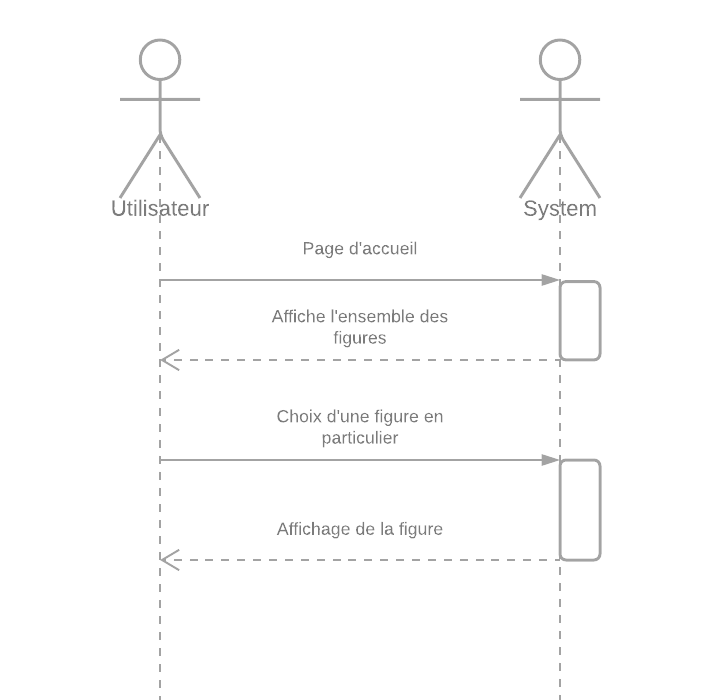 Utilisateur
System
Page d'accueil
Affiche l'ensemble des
figures
Choix d'une figure en
particulier
Affichage de la figure